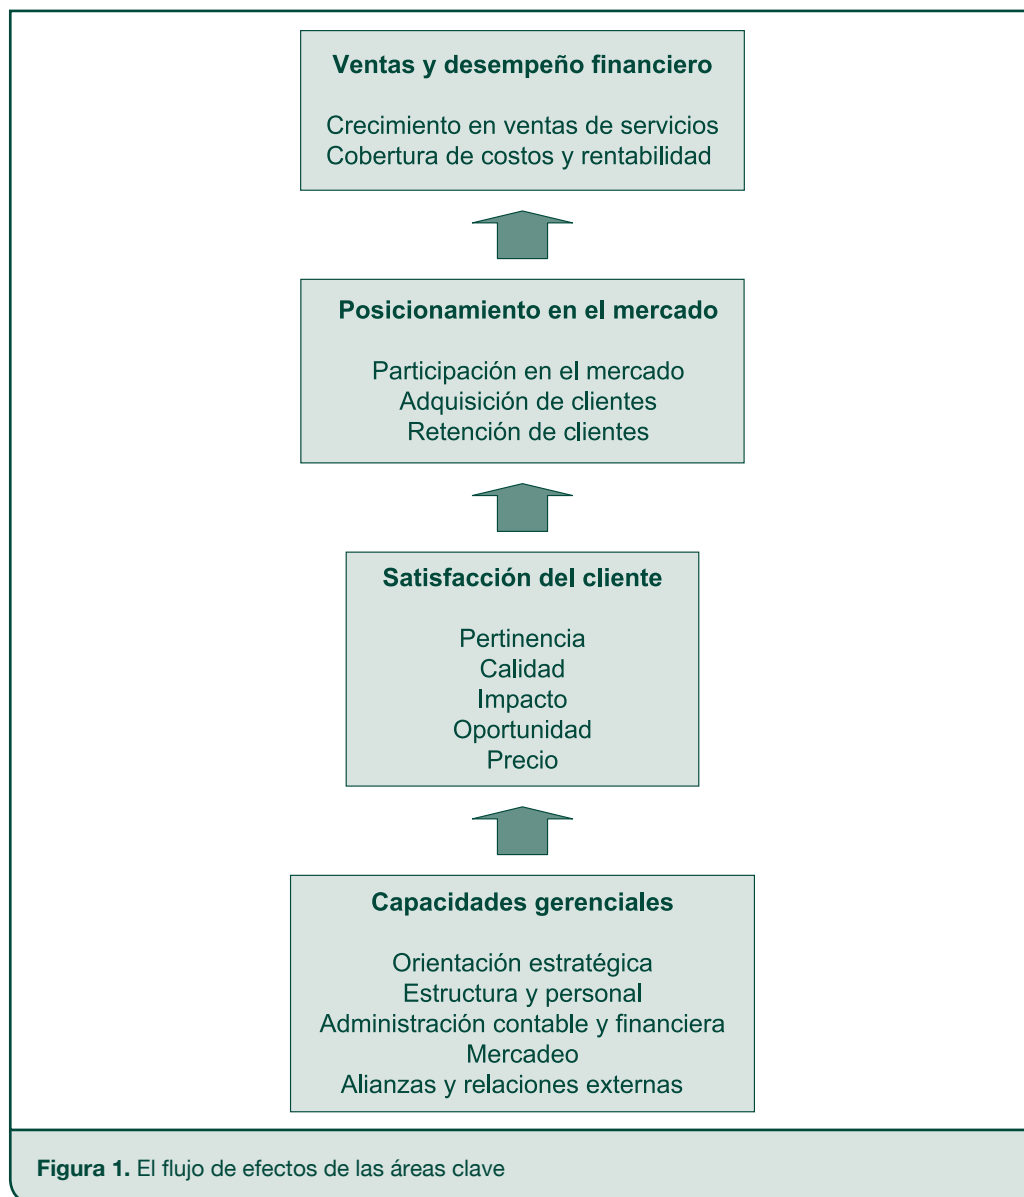 Ventas y desempeño financiero
Crecimiento en ventas de servicios
Cobertura de costos y rentabilidad
Posicionamiento en el mercado
Participación en el mercado
Adquisición de clientes
Retención de clientes
Satisfacción del cliente
Pertinencia
Calidad
Impacto
Oportunidad
Precio
Capacidades gerenciales
Orientación estratégica
Estructura y personal
Administración contable y financiera
Mercadeo
Alianzas y relaciones externas
Figura 1. El flujo de efectos de las áreas clave